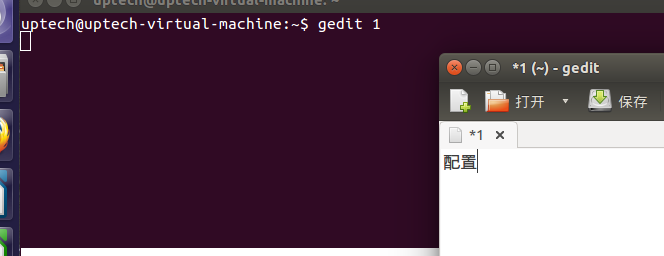 uptech@uptech-virtual-machine: ~
uptech@uptech-virtual-machine:~$ gedit 1
*1 (~) - gedit
打开
保存
*1
配置